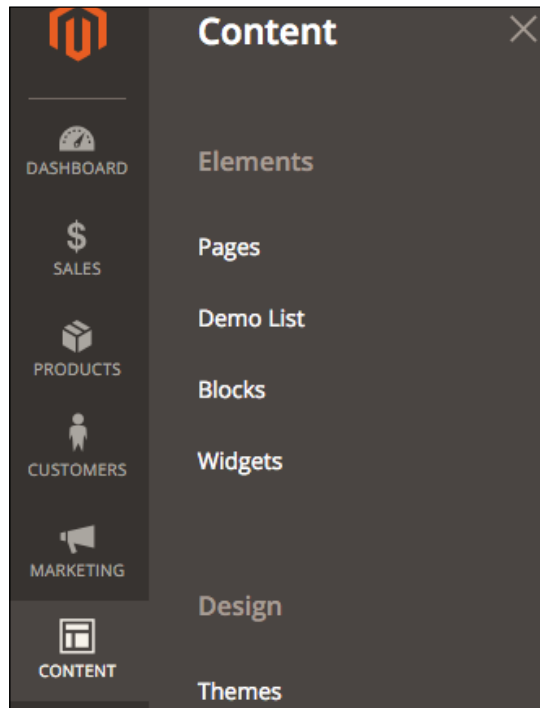 DASHBOARD
SALES
PRODUCTS
CUSTOMERS
MARKETING
CONTENT
Content
Elements
Pages
Demo List
Blocks
Widgets
Design
Themes